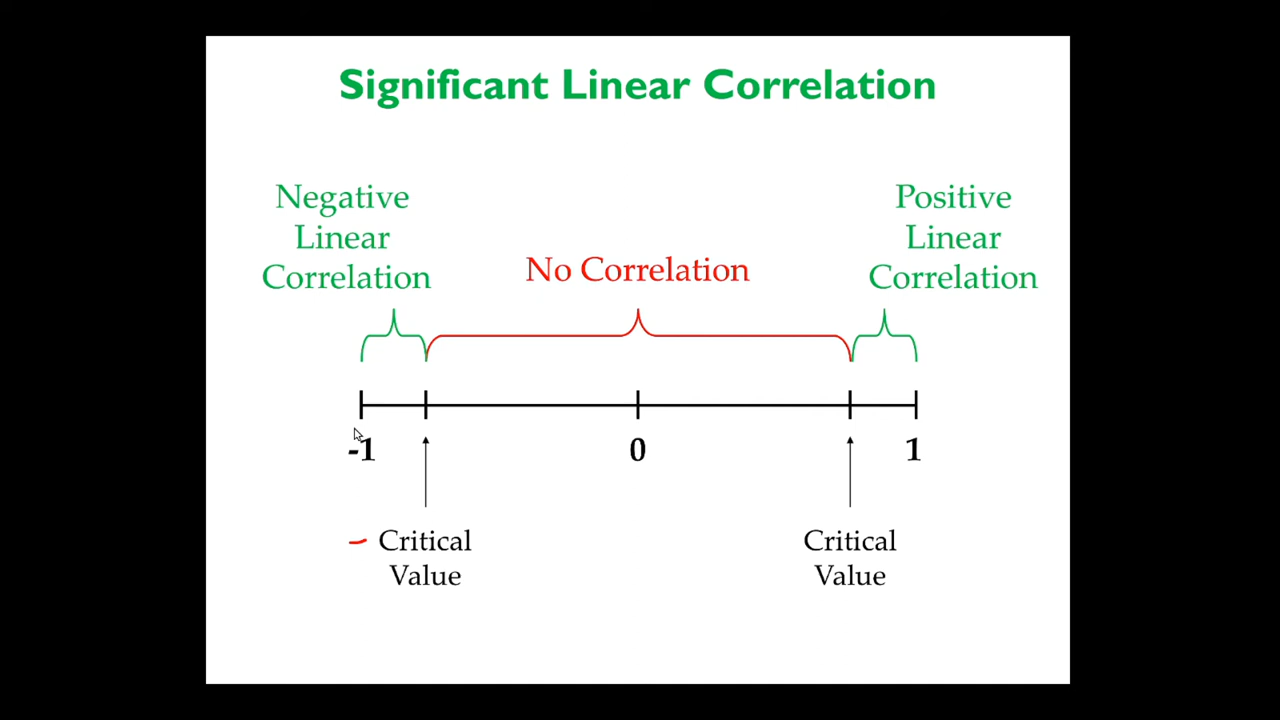 Significant Linear Correlation
Negative
Linear
Correlation
No Correlation
Positive
Linear
Correlation
-1
0
1
– Critical
Value
Critical
Value